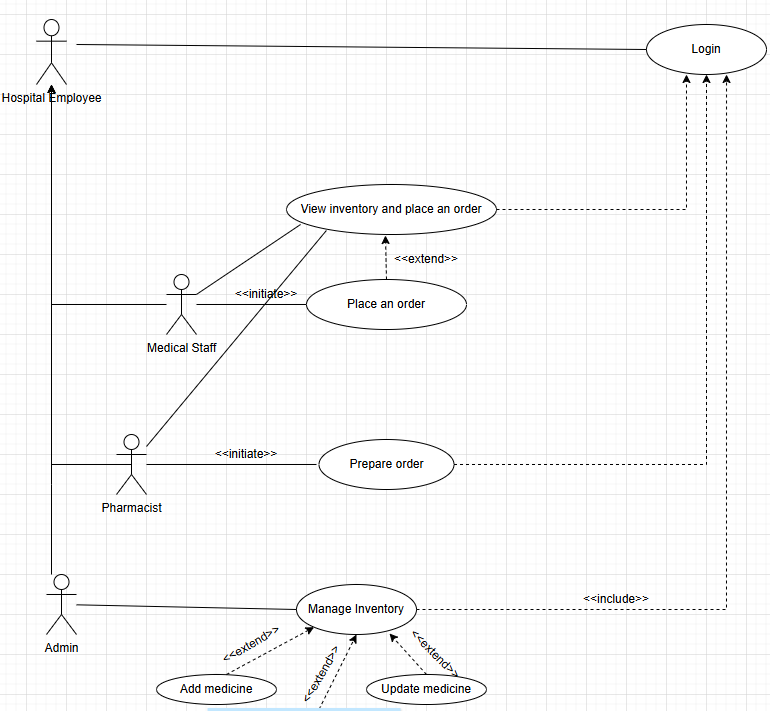 Login
Hospital Employee
View inventory and place an order
<<extend>>
<<initiate>>
Place an order
Medical Staff
<<initiate>>
Prepare order
Pharmacist
<<include>>
Manage Inventory
Admin
<<extend>>
<<extend>>
<<extend>>
Add medicine
Update medicine